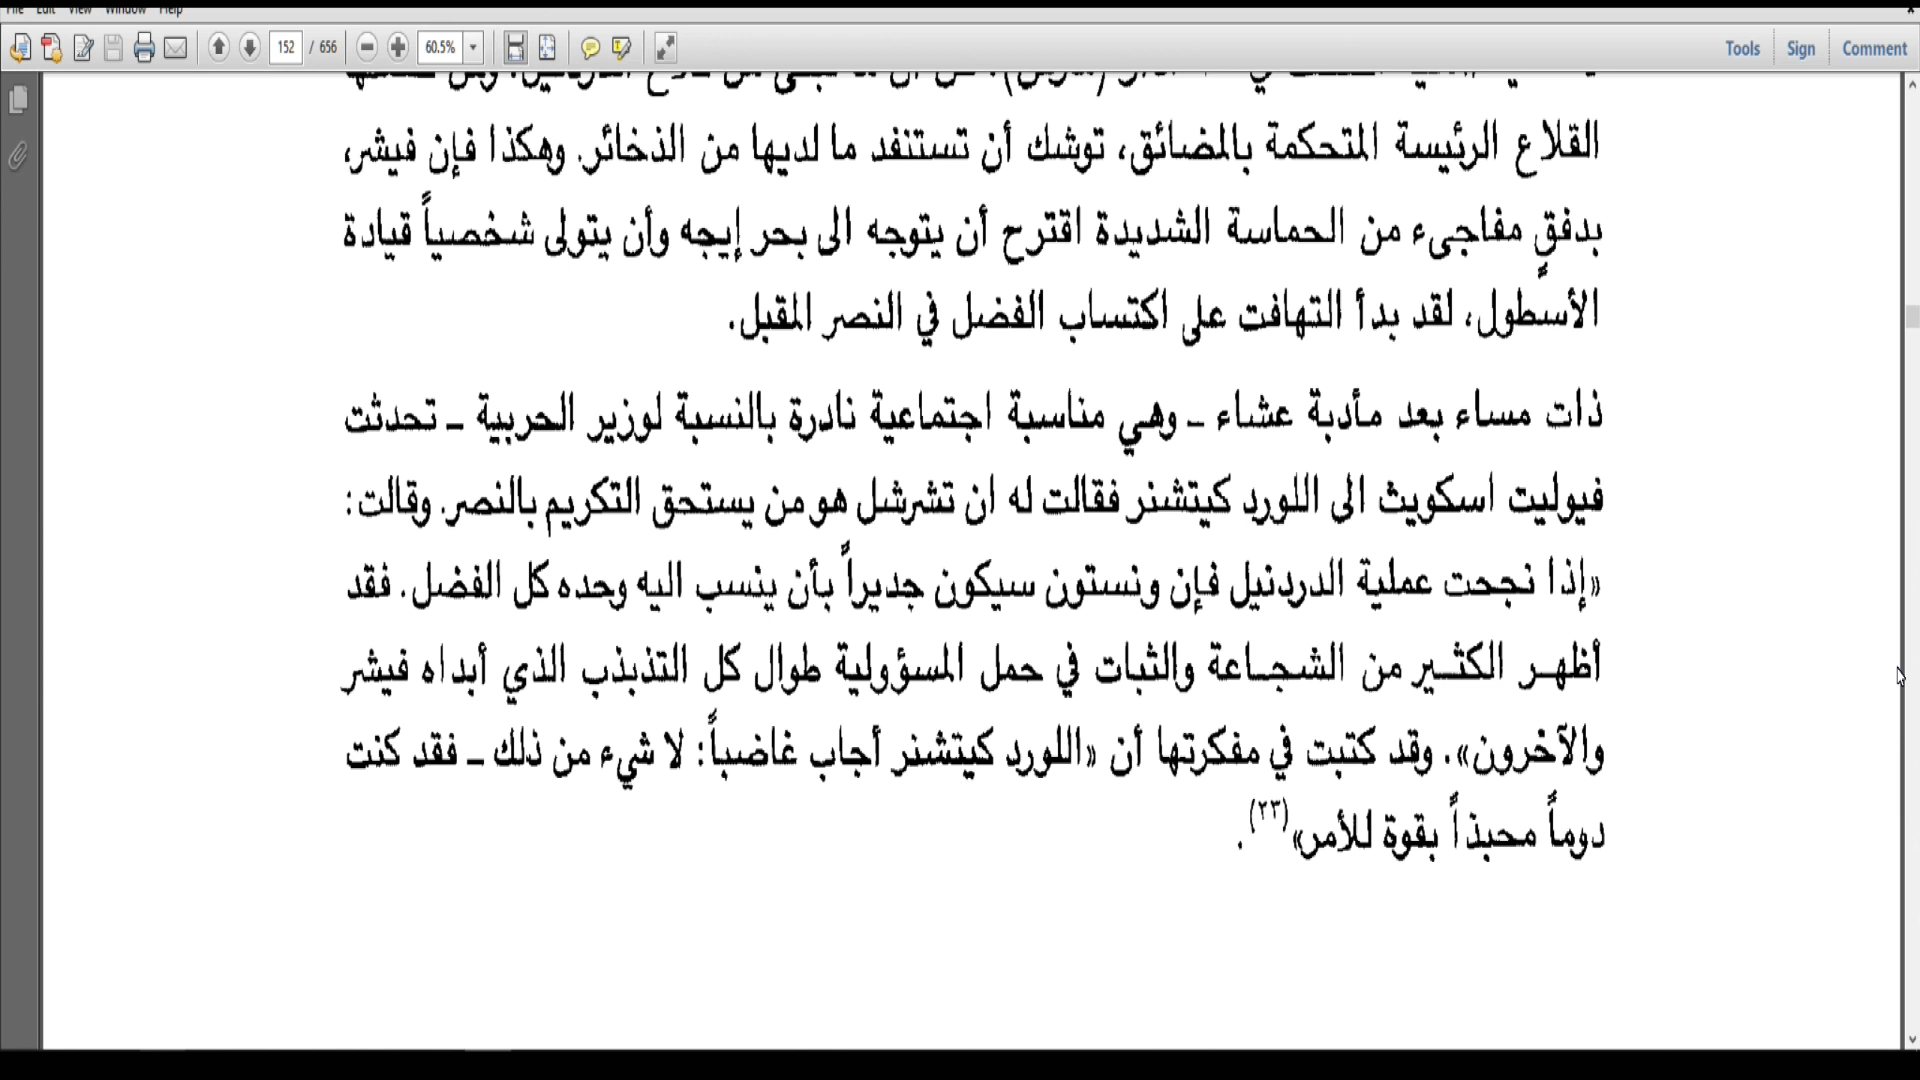 File Edit View Window Help
152 / 656 60.5% Tools Sign Comment
القلاع الرئيسة المتحكمة بالمضائق، توشك أن تستنفد ما لديها من الذخائر. وهكذا فإن فيشر،
بدفقٍ مفاجىء من الحماسة الشديدة اقترح أن يتوجه الى بحر إيجه وأن يتولى شخصياً قيادة
الأسطول، لقد بدأ التهافت على اكتساب الفضل في النصر المقبل.
ذات مساء بعد مأدبة عشاء ـ وهي مناسبة اجتماعية نادرة بالنسبة لوزير الحربية ـ تحدثت
فيوليت اسكويث الى اللورد كيتشنر فقالت له ان تشرشل هو من يستحق التكريم بالنصر. وقالت:
«إذا نجحت عملية الدردنيل فإن ونستون سيكون جديراً بأن ينسب اليه وحده كل الفضل. فقد
أظهر الكثير من الشجاعة والثبات في حمل المسؤولية طوال كل التذبذب الذي أبداه فيشر
والآخرون». وقد كتبت في مفكرتها أن «اللورد كيتشنر أجاب غاضباً: لا شيء من ذلك ـ فقد كنت
دوماً محبذاً بقوة للأمر»(٢٣).